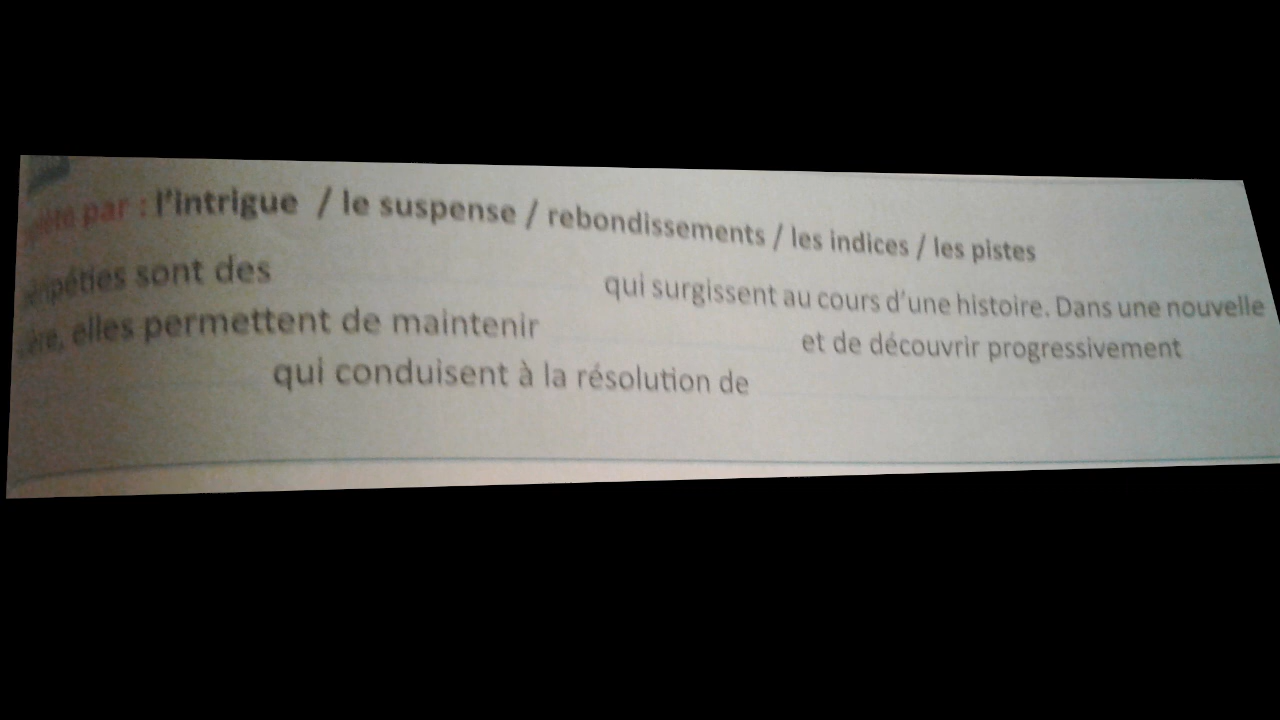 par : l'intrigue / le suspense / rebondissements / les indices / les pistes
sont des qui surgissent au cours d'une histoire. Dans une nouvelle
elles permettent de maintenir et de découvrir progressivement
qui conduisent à la résolution de